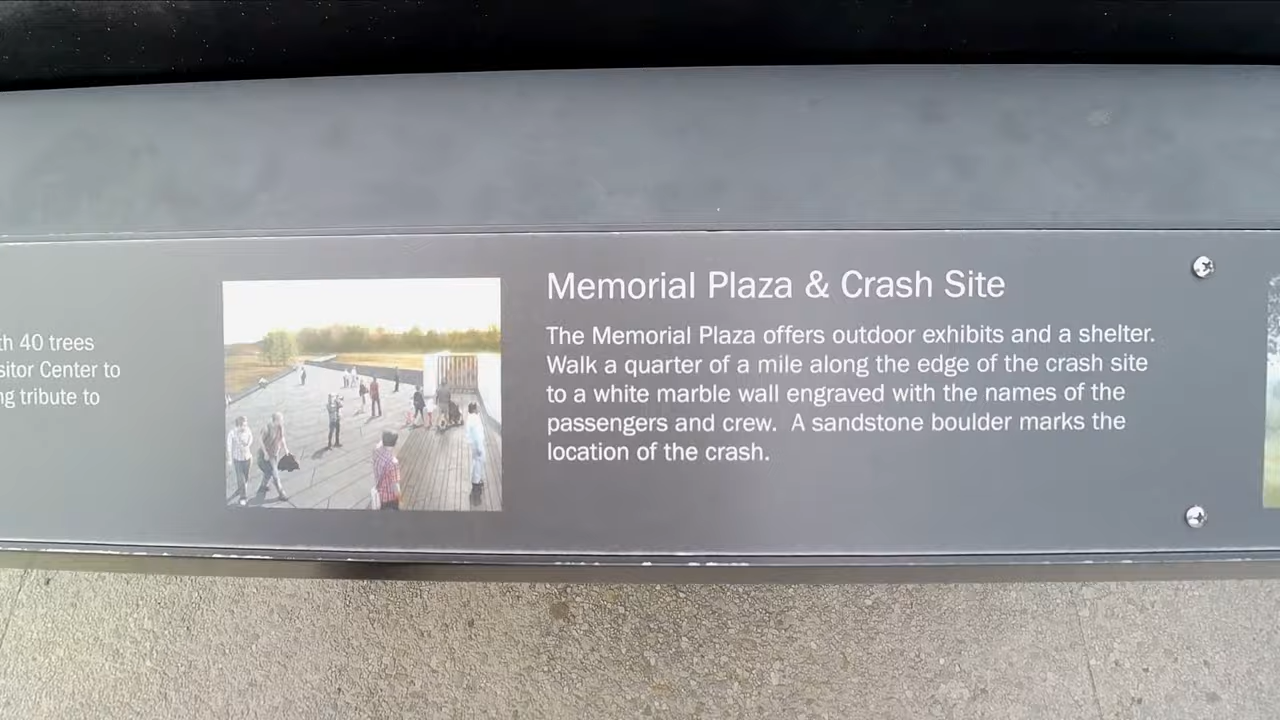 th 40 trees
sitor Center to
ng tribute to
Memorial Plaza & Crash Site
The Memorial Plaza offers outdoor exhibits and a shelter.
Walk a quarter of a mile along the edge of the crash site
to a white marble wall engraved with the names of the
passengers and crew.  A sandstone boulder marks the
location of the crash.